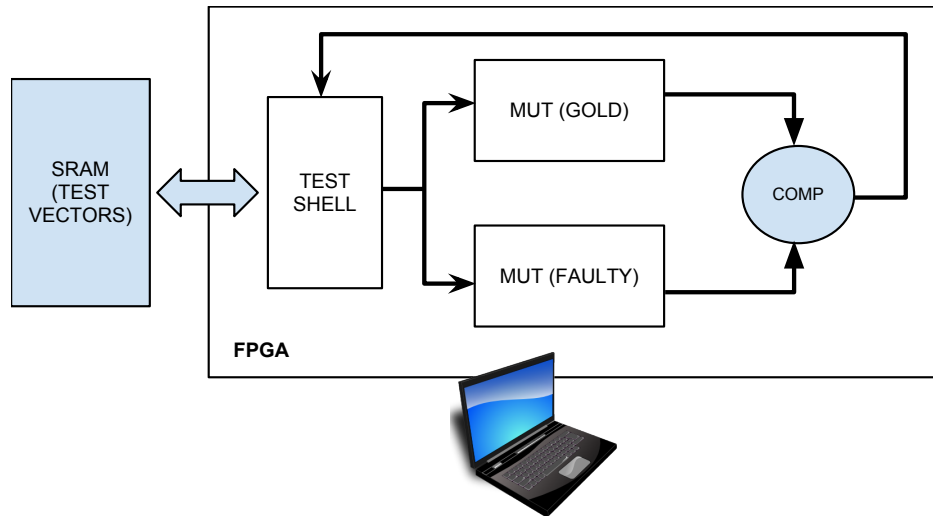 SRAM
(TEST
VECTORS)
TEST
SHELL
MUT (GOLD)
MUT (FAULTY)
COMP
FPGA